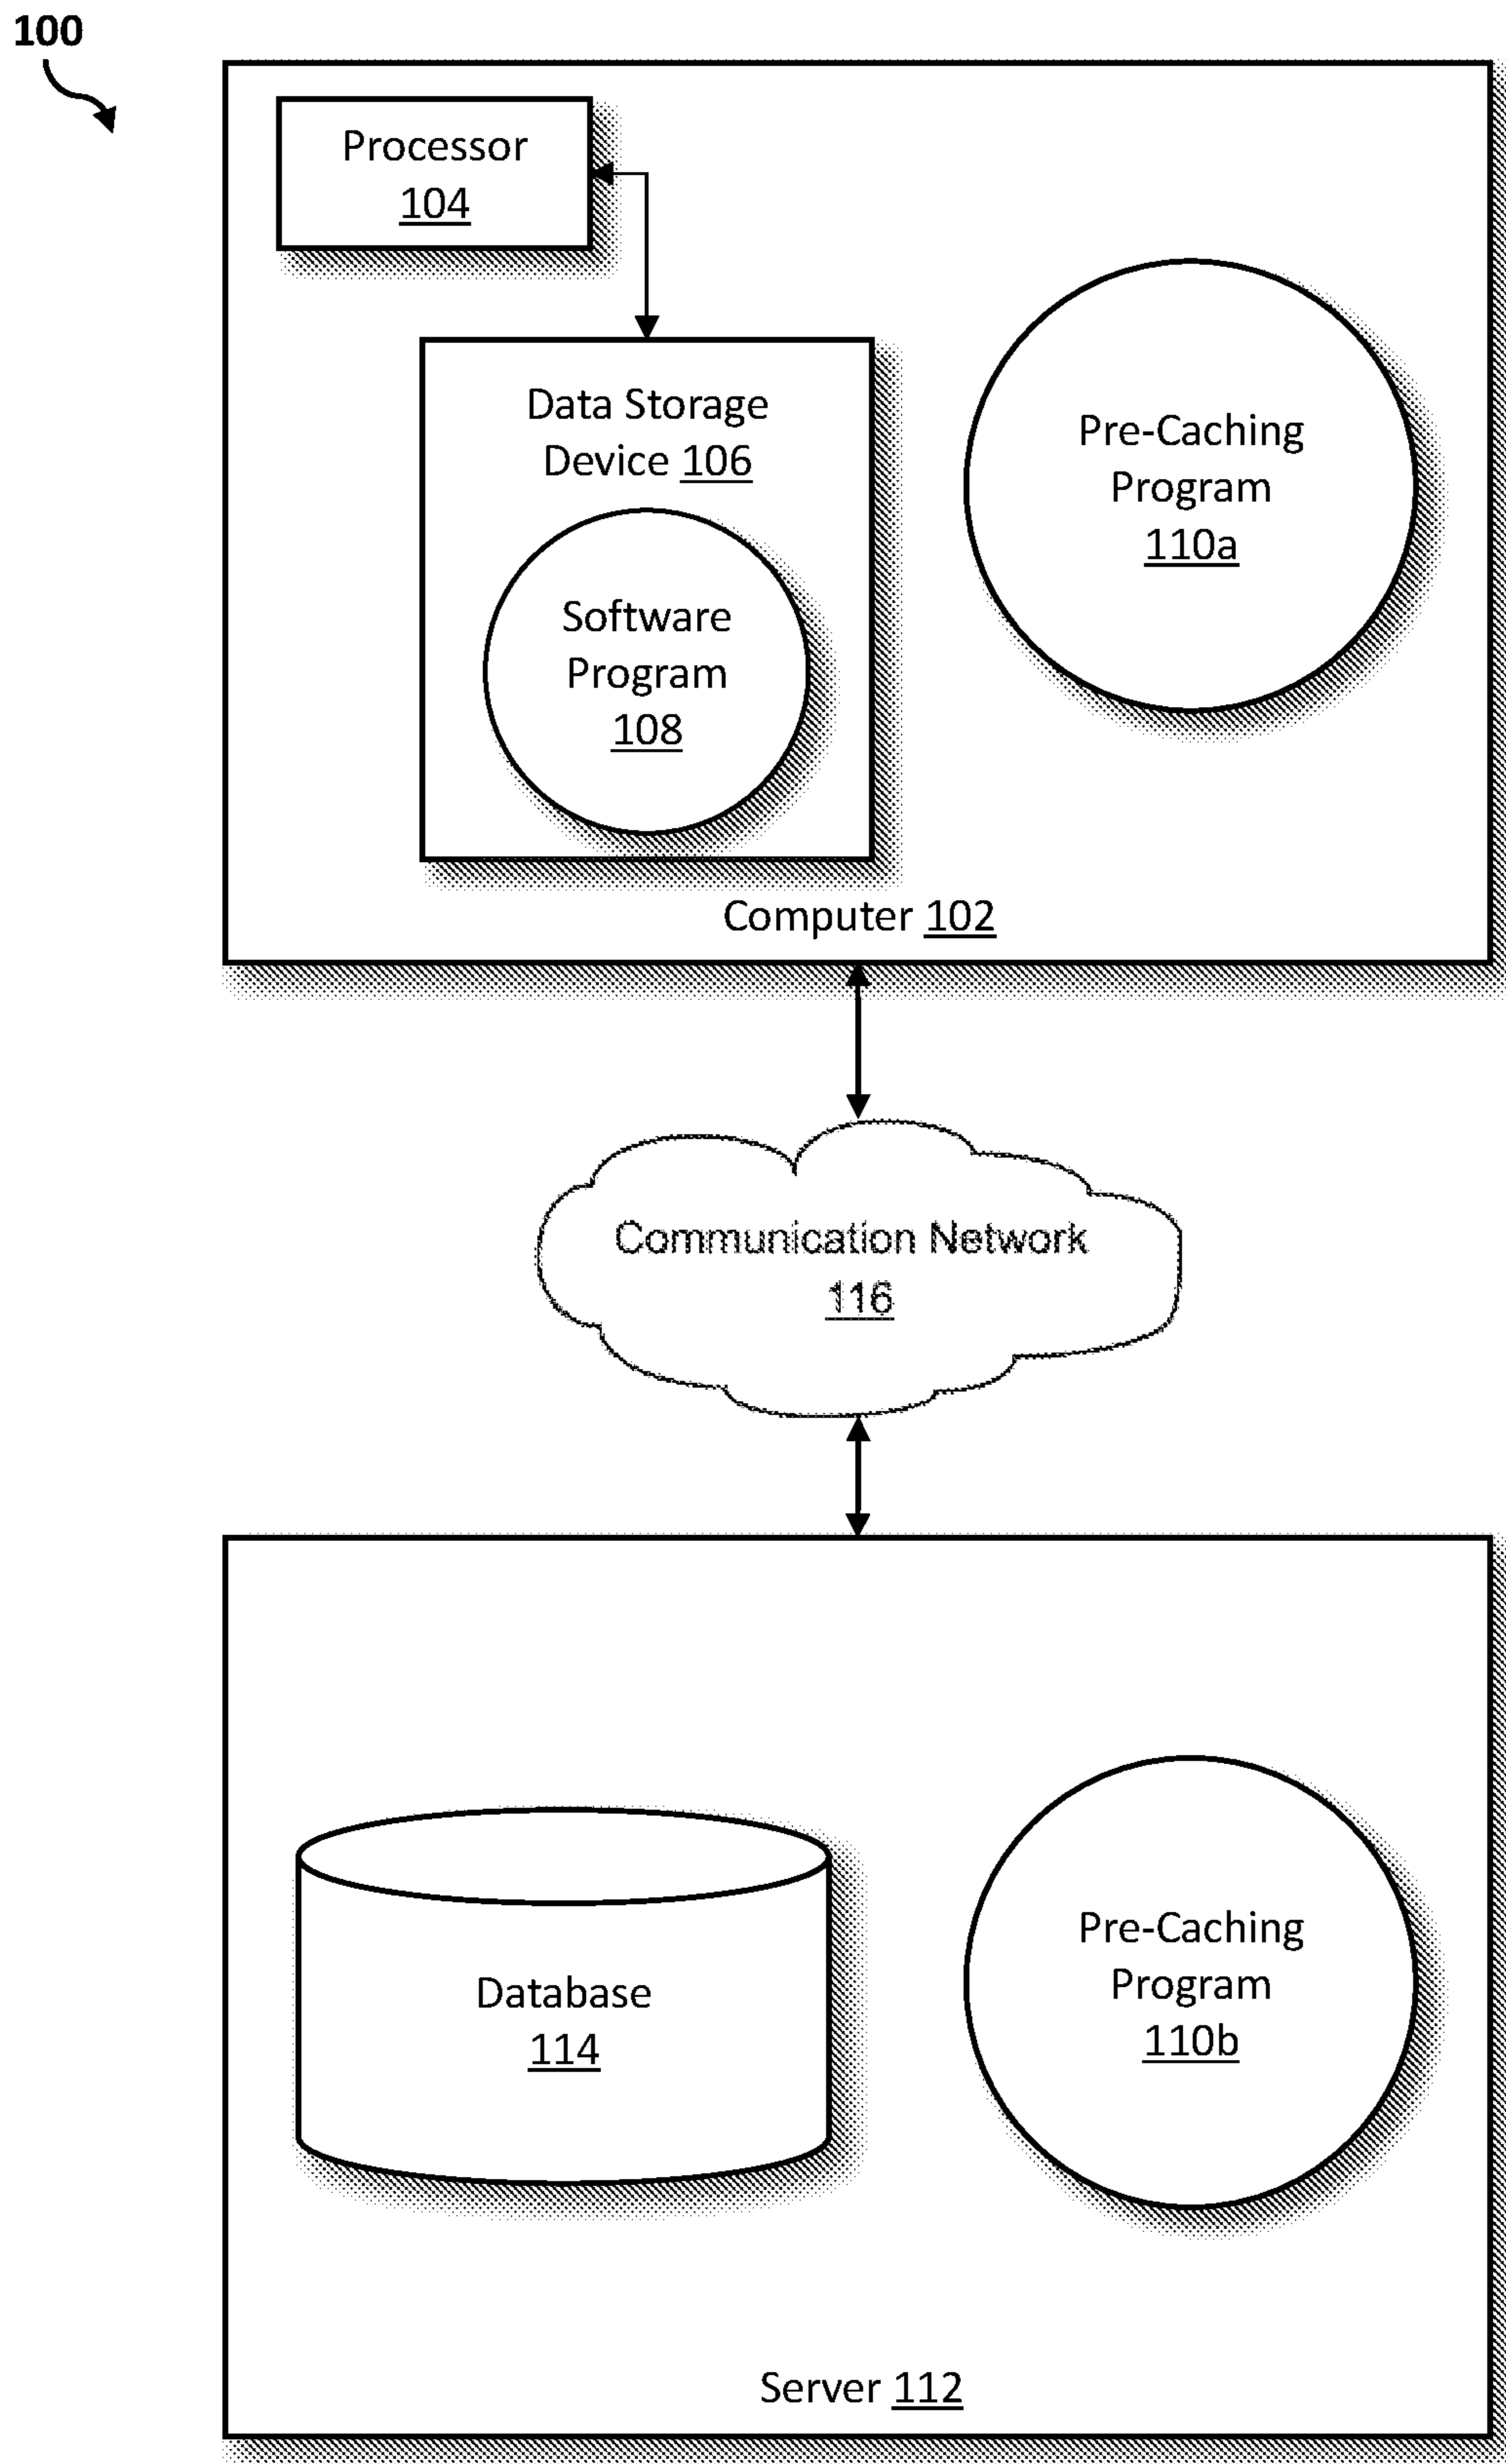 100
Processor
104
Data Storage
Device 106
Software
Program
108
Pre-Caching
Program
110a
Computer 102
Communication Network
116
Database
114
Pre-Caching
Program
110b
Server 112